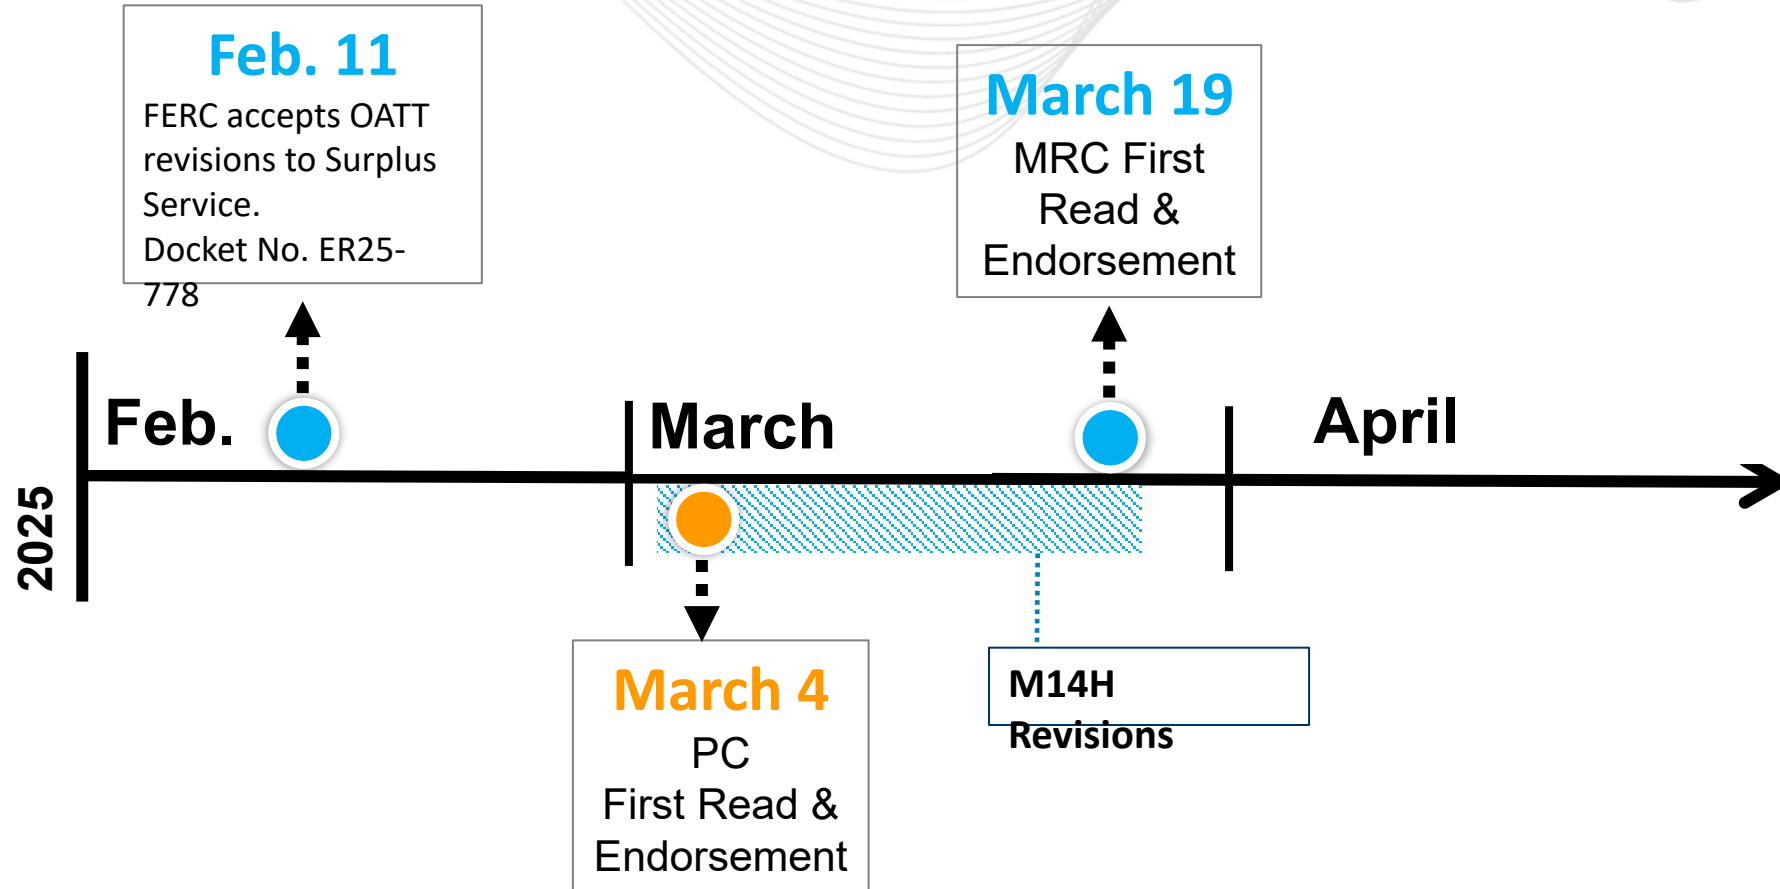 Feb. 11
FERC accepts OATT
revisions to Surplus
Service.
Docket No. ER25-
778
March 19
MRC First
Read &
Endorsement
Feb.
March
April
2025
March 4
PC
First Read &
Endorsement
M14H
Revisions